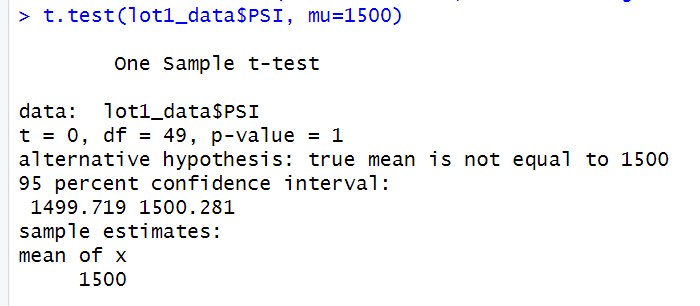 > t.test(lot1_data$PSI, mu=1500)
One Sample t-test
data: lot1_data$PSI
t = 0, df = 49, p-value = 1
alternative hypothesis: true mean is not equal to 1500
95 percent confidence interval:
1499.719 1500.281
sample estimates:
mean of x
1500